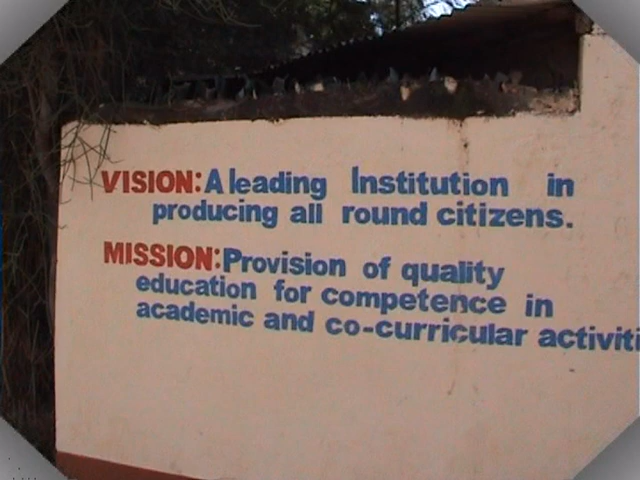 VISION: A leading Institution in
producing all round citizens.
MISSION: Provision of quality
education for competence in
academic and co-curricular activiti